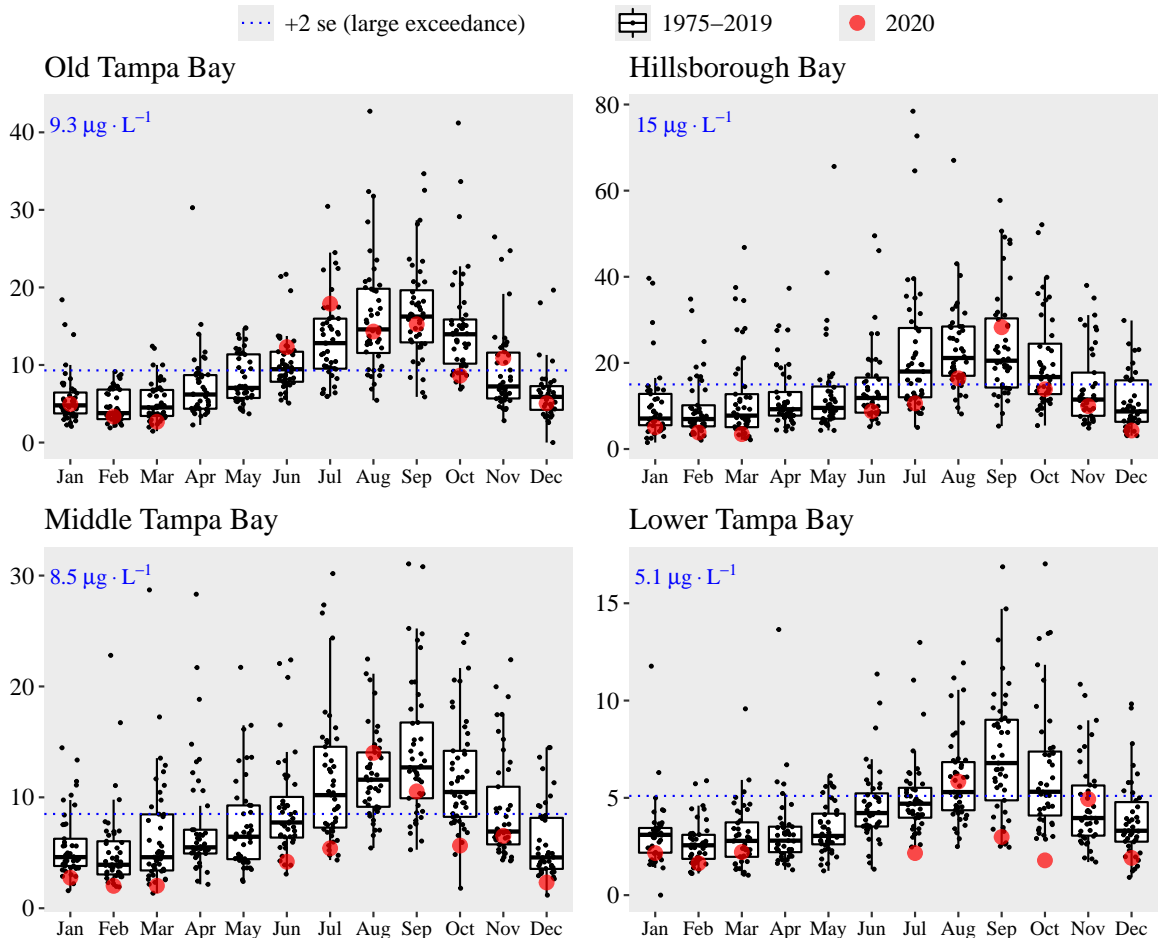 +2 se (large exceedance) 1975–2019 2020
Old Tampa Bay
9.3 μg · L⁻¹
40
30
20
10
0
Jan Feb Mar Apr May Jun Jul Aug Sep Oct Nov Dec
Hillsborough Bay
15 μg · L⁻¹
80
60
40
20
0
Jan Feb Mar Apr May Jun Jul Aug Sep Oct Nov Dec
Middle Tampa Bay
8.5 μg · L⁻¹
30
20
10
0
Jan Feb Mar Apr May Jun Jul Aug Sep Oct Nov Dec
Lower Tampa Bay
5.1 μg · L⁻¹
15
10
5
0
Jan Feb Mar Apr May Jun Jul Aug Sep Oct Nov Dec